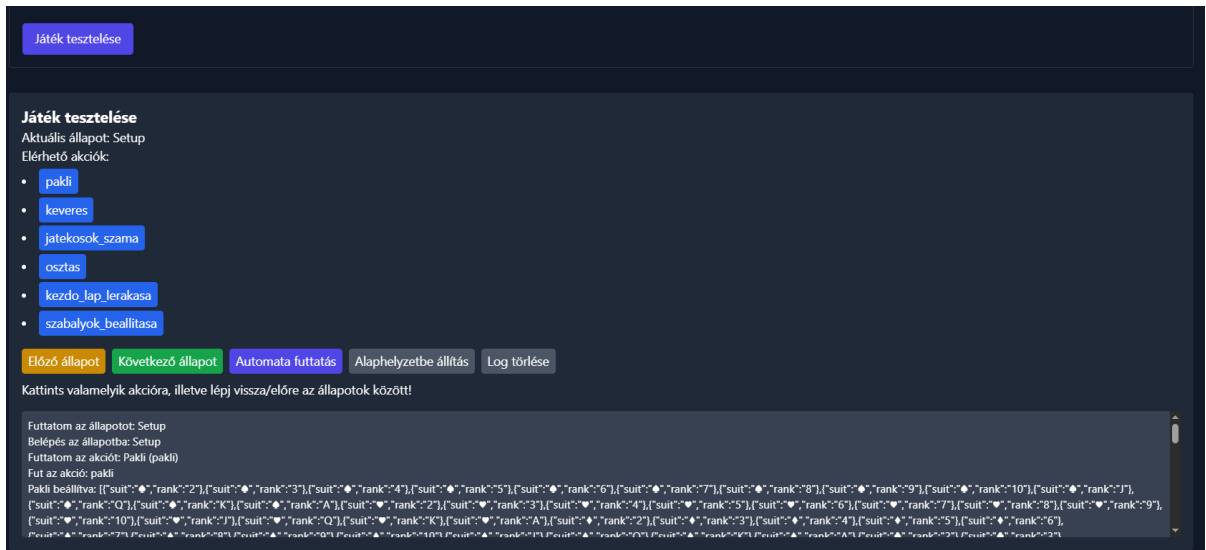 Játék tesztelése
Játék tesztelése
Aktuális állapot: Setup
Elérhető akciók:
• pakli
• keveres
• jatekosok_szama
• osztas
• kezdo_lap_lerakasa
• szabalyok_beallitasa
Előző állapot Következő állapot Automata futtatás Alaphelyzetbe állítás Log törlése
Kattints valamelyik akcióra, illetve lépj vissza/előre az állapotok között!
Futtatom az állapotot: Setup
Belépés az állapotba: Setup
Futtatom az akciót: Pakli (pakli)
Fut az akció: pakli
Pakli beállítva: [{"suit":"♠","rank":"2"},{"suit":"♠","rank":"3"},{"suit":"♠","rank":"4"},{"suit":"♠","rank":"5"},{"suit":"♠","rank":"6"},{"suit":"♠","rank":"7"},{"suit":"♠","rank":"8"},{"suit":"♠","rank":"9"},{"suit":"♠","rank":"10"},{"suit":"♠","rank":"J"},
{"suit":"♠","rank":"Q"},{"suit":"♠","rank":"K"},{"suit":"♠","rank":"A"},{"suit":"♥","rank":"2"},{"suit":"♥","rank":"3"},{"suit":"♥","rank":"4"},{"suit":"♥","rank":"5"},{"suit":"♥","rank":"6"},{"suit":"♥","rank":"7"},{"suit":"♥","rank":"8"},{"suit":"♥","rank":"9"},
{"suit":"♥","rank":"10"},{"suit":"♥","rank":"J"},{"suit":"♥","rank":"Q"},{"suit":"♥","rank":"K"},{"suit":"♥","rank":"A"},{"suit":"♦","rank":"2"},{"suit":"♦","rank":"3"},{"suit":"♦","rank":"4"},{"suit":"♦","rank":"5"},{"suit":"♦","rank":"6"},